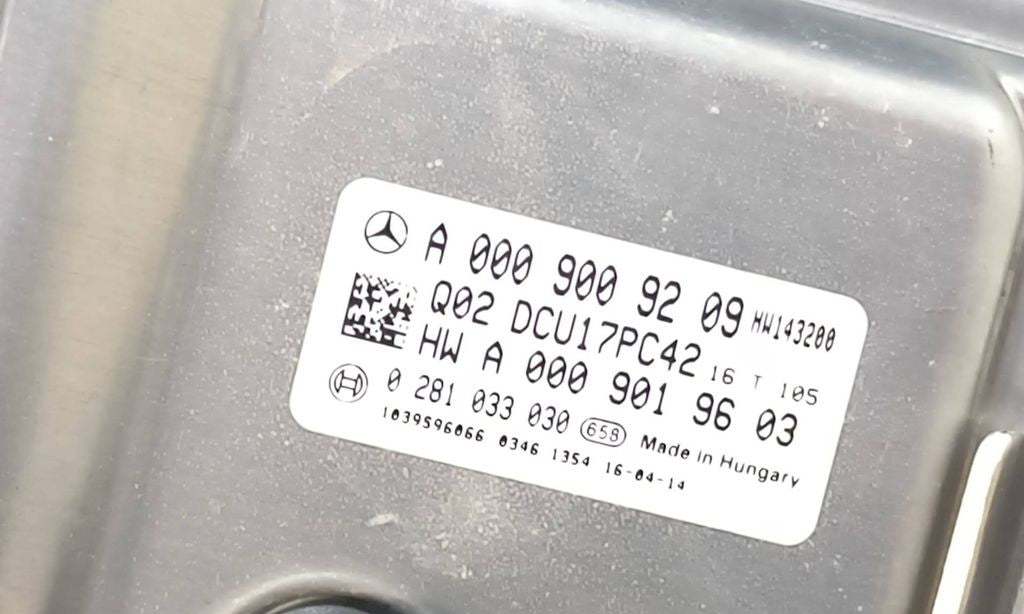 A 000 900 92 09 HW143200
Q02 DCU17PC42 16 T 105
HW A 000 901 96 03
0 281 033 030 658 Made in Hungary
1039S96066 0346 1354 16-04-14